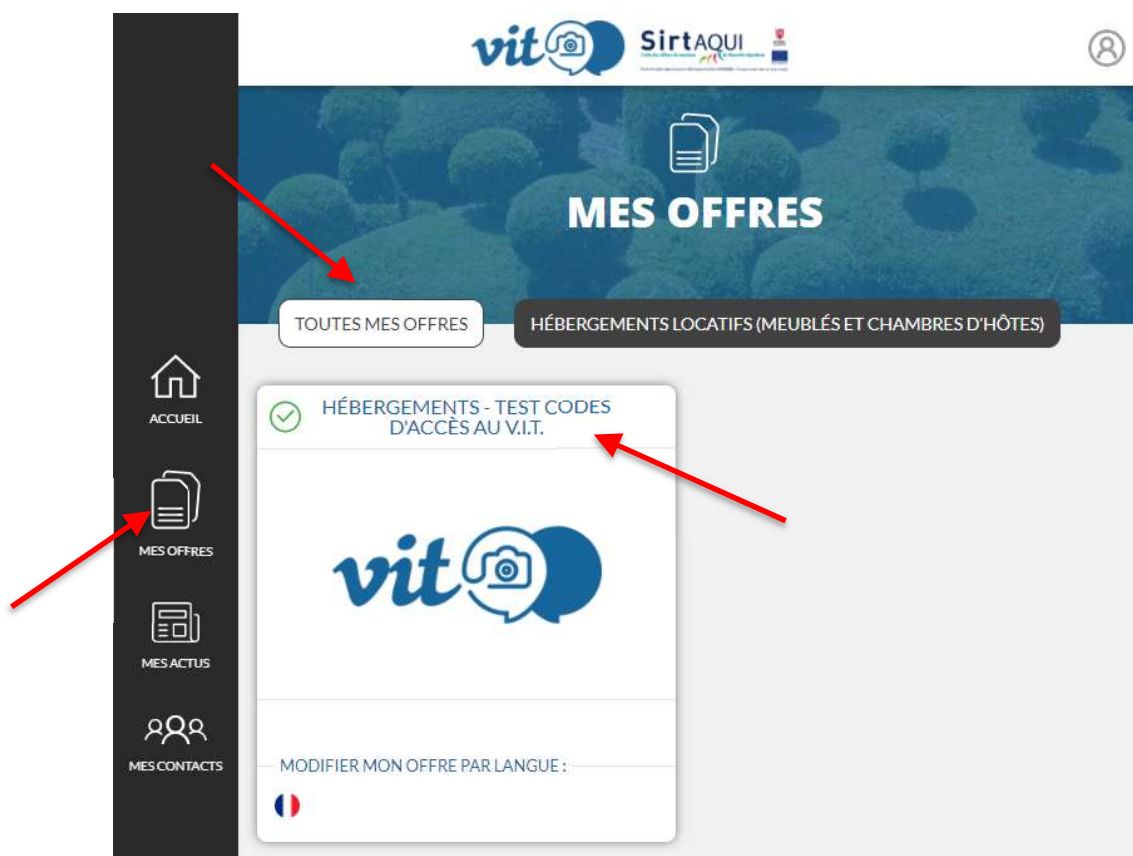 vit
SirtAQUI
MES OFFRES
TOUTES MES OFFRES
HÉBERGEMENTS LOCATIFS (MEUBLÉS ET CHAMBRES D'HÔTES)
ACCUEIL
MES OFFRES
MES ACTUS
MES CONTACTS
HÉBERGEMENTS - TEST CODES
D'ACCÈS AU V.I.T.
vit
MODIFIER MON OFFRE PAR LANGUE :